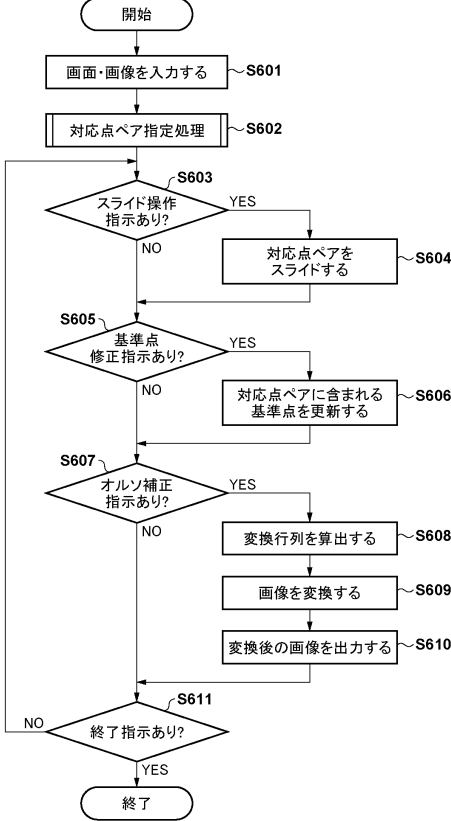 開始
画面・画像を入力する
S601
対応点ペア指定処理
S602
S603
スライド操作
指示あり?
YES
NO
対応点ペアを
スライドする
S604
S605
基準点
修正指示あり?
YES
NO
対応点ペアに含まれる
基準点を更新する
S606
S607
オルソ補正
指示あり?
YES
NO
変換行列を算出する
S608
画像を変換する
S609
変換後の画像を出力する
S610
S611
終了指示あり?
NO
YES
終了